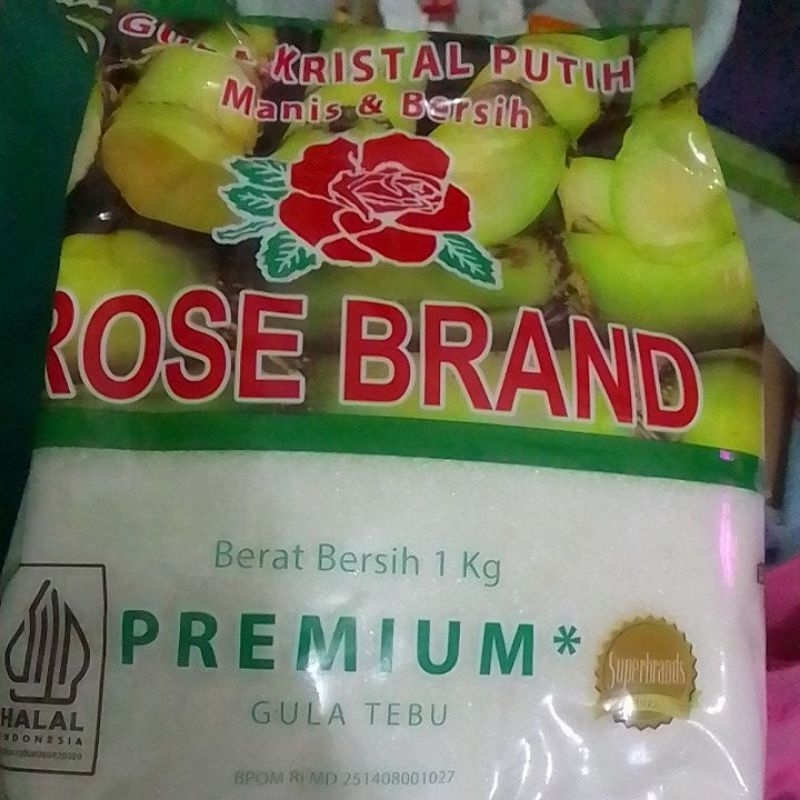 KRISTAL PUTIH
Manis & Bersih
ROSE BRAND
Berat Bersih 1 Kg
PREMIUM*
GULA TEBU
Superbrands
HALAL
INDONESIA
BPOM RI MD 251408001027